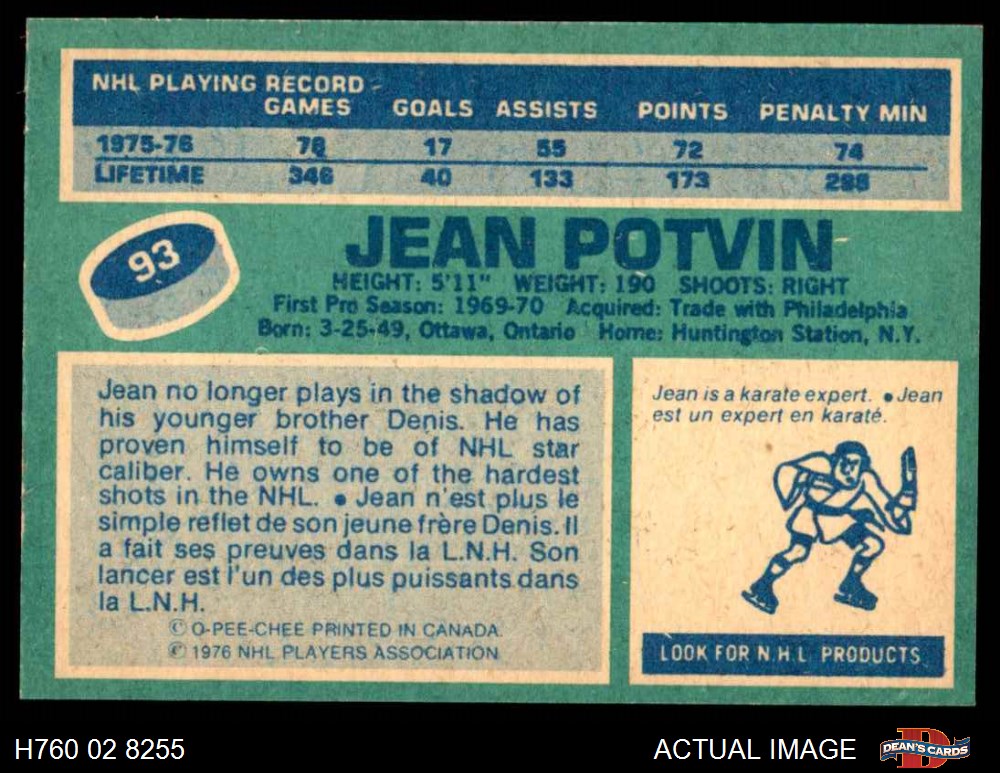 NHL PLAYING RECORD
GAMES GOALS ASSISTS POINTS PENALTY MIN
1975-76 78 17 55 72 74
LIFETIME 346 40 133 173
93
JEAN POTVIN
HEIGHT: 5'11" WEIGHT: 190 SHOOTS: RIGHT
First Pro Season: 1969-70 Acquired: Trade with Philadelphia
Born: 3-25-49, Ottawa, Ontario Home: Huntington Station, N.Y.
Jean no longer plays in the shadow of
his younger brother Denis. He has
proven himself to be of NHL star
caliber. He owns one of the hardest
shots in the NHL. ● Jean n'est plus le
simple reflet de son jeune frère Denis. Il
a fait ses preuves dans la L.N.H. Son
lancer est l'un des plus puissants dans
la L.N.H.
© O-PEE-CHEE PRINTED IN CANADA.
© 1976 NHL PLAYERS ASSOCIATION
Jean is a karate expert. ● Jean
est un expert en karaté.
LOOK FOR N.H.L. PRODUCTS
H760 02 8255
ACTUAL IMAGE
DEAN'S CARDS